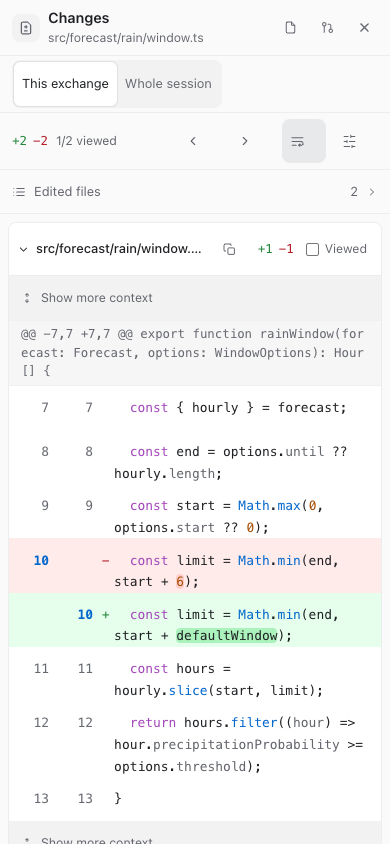 Changes
src/forecast/rain/window.ts
This exchange
Whole session
+2 −2 1/2 viewed
Edited files 2
src/forecast/rain/window.... +1 −1 Viewed
Show more context
@@ −7,7 +7,7 @@ export function rainWindow(for
ecast: Forecast, options: WindowOptions): Hour
[] {
7 7 const { hourly } = forecast;
8 8 const end = options.until ??
hourly.length;
9 9 const start = Math.max(0,
options.start ?? 0);
10 − const limit = Math.min(end,
start + 6);
10 + const limit = Math.min(end,
start + defaultWindow);
11 11 const hours =
hourly.slice(start, limit);
12 12 return hours.filter((hour) =>
hour.precipitationProbability >=
options.threshold);
13 13 }
Show more context